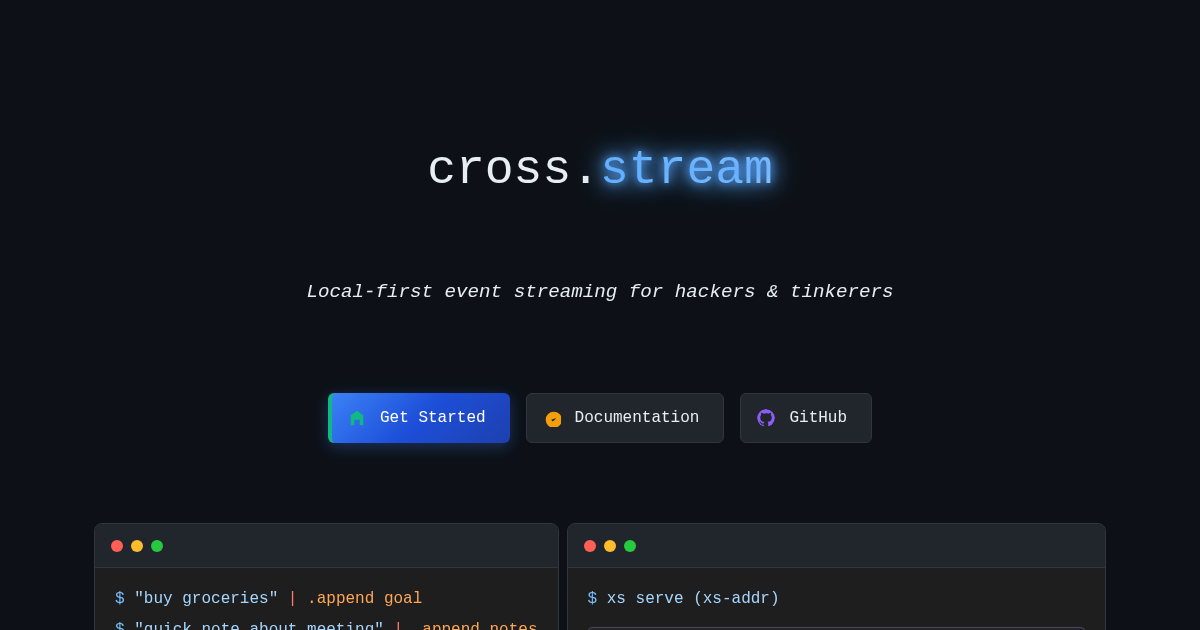 cross.stream
Local-first event streaming for hackers & tinkerers
Get Started
Documentation
GitHub
$ "buy groceries" | .append goal
$ "quick note about meeting" | .append notes
$ xs serve (xs-addr)